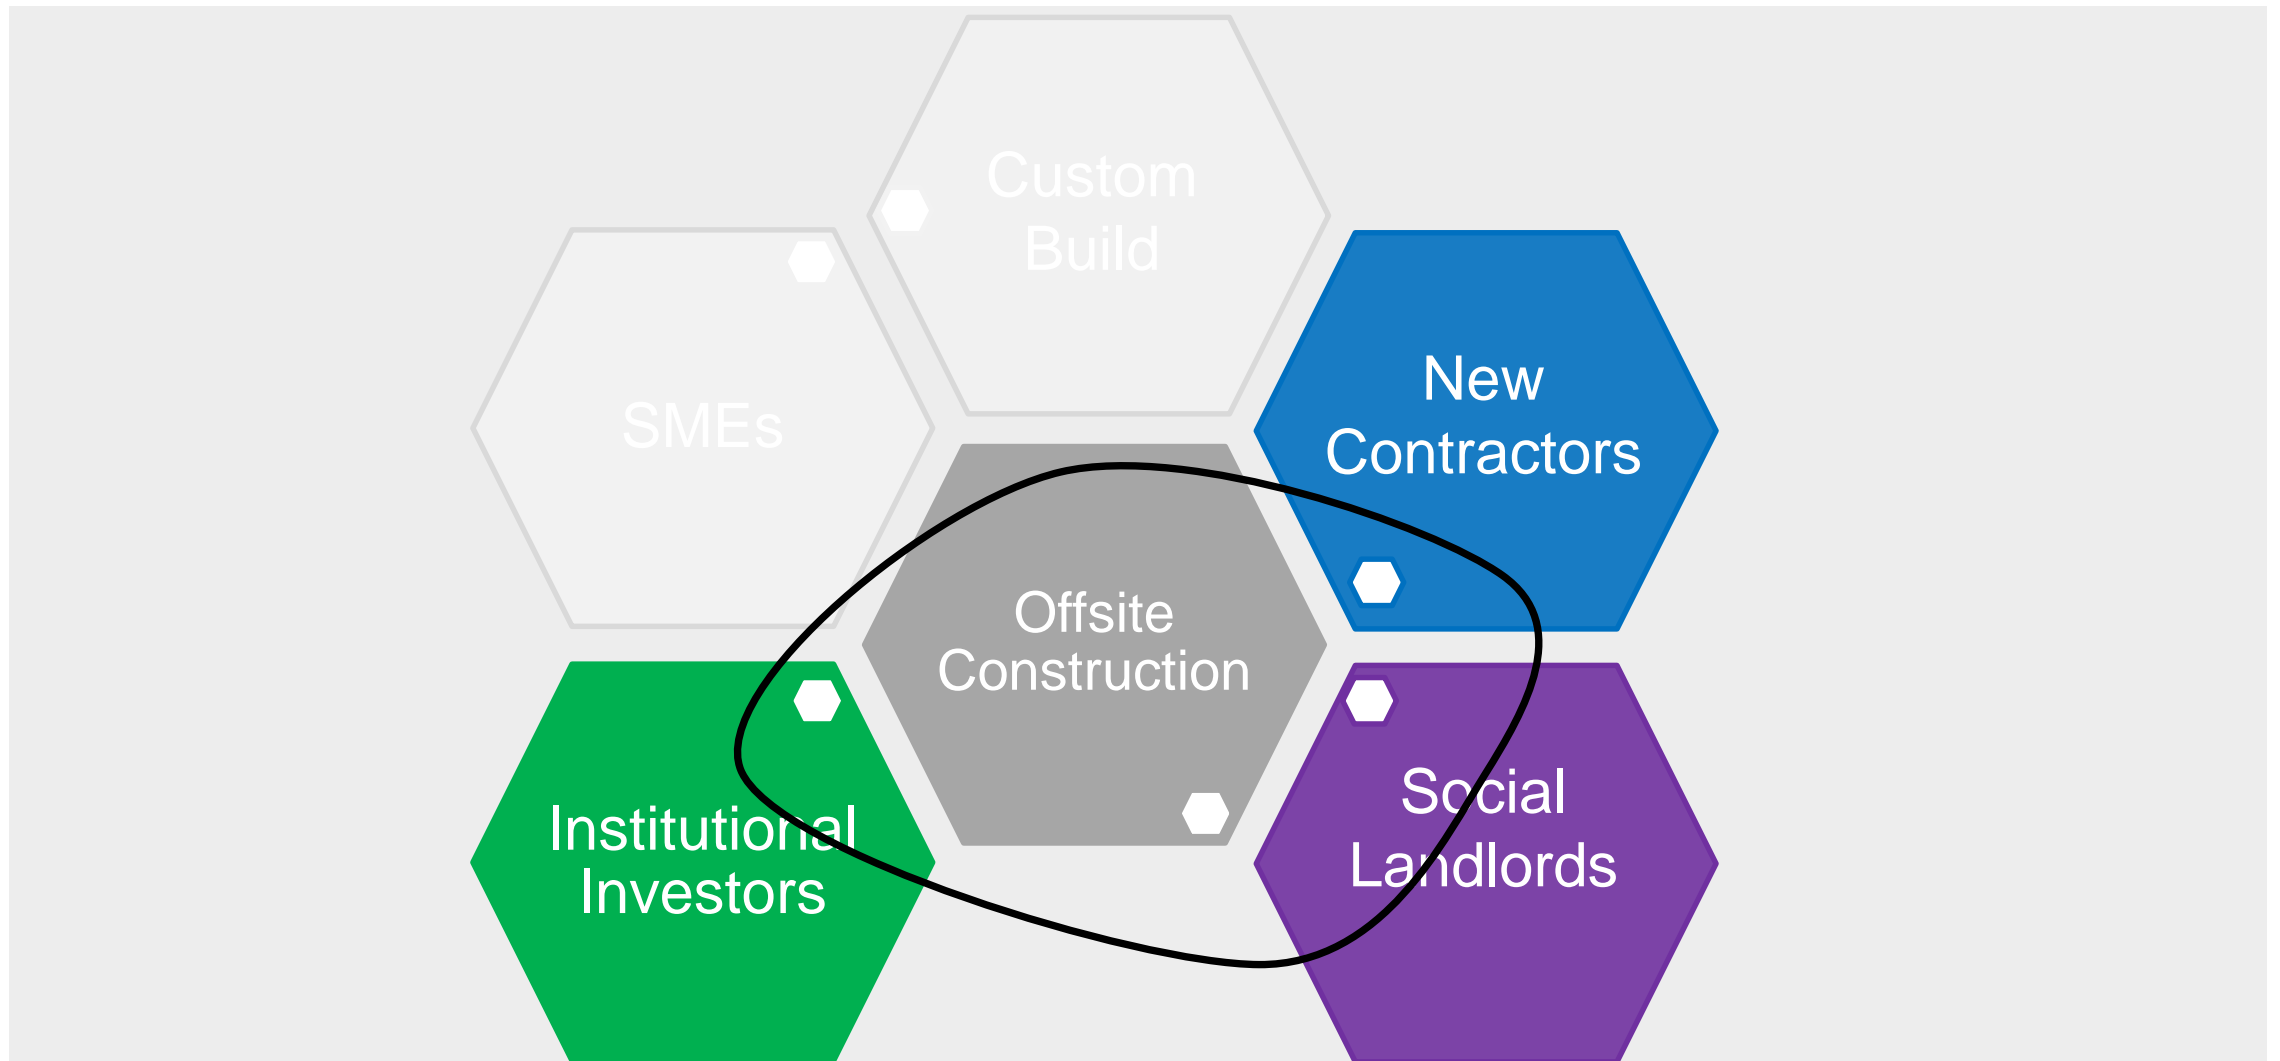 Custom
Build
SMEs
New
Contractors
Offsite
Construction
Institutional
Investors
Social
Landlords